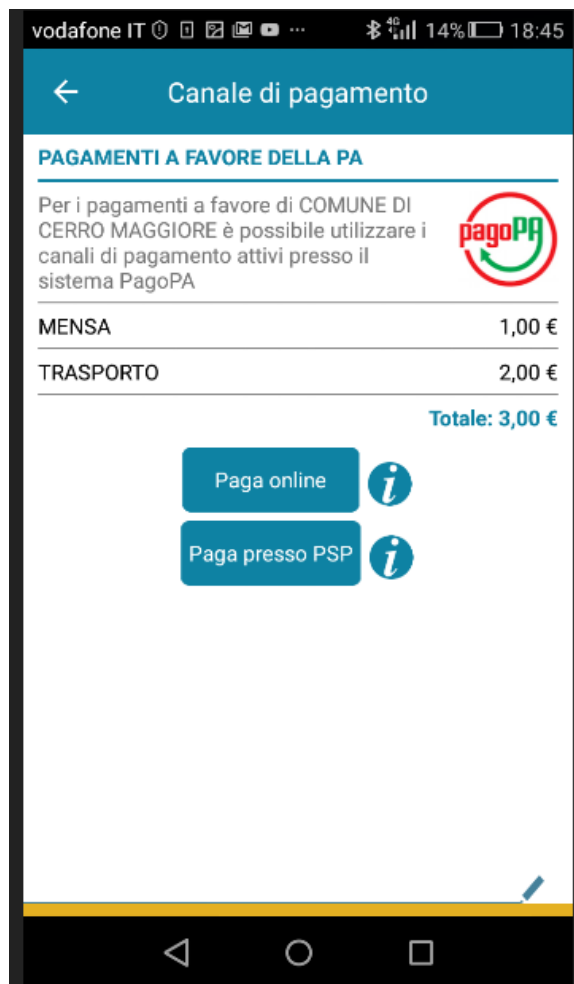 vodafone IT 14% 18:45
4G
Canale di pagamento
PAGAMENTI A FAVORE DELLA PA
Per i pagamenti a favore di COMUNE DI
CERRO MAGGIORE è possibile utilizzare i
canali di pagamento attivi presso il
sistema PagoPA
pagoPA
MENSA 1,00 €
TRASPORTO 2,00 €
Totale: 3,00 €
Paga online i
Paga presso PSP i